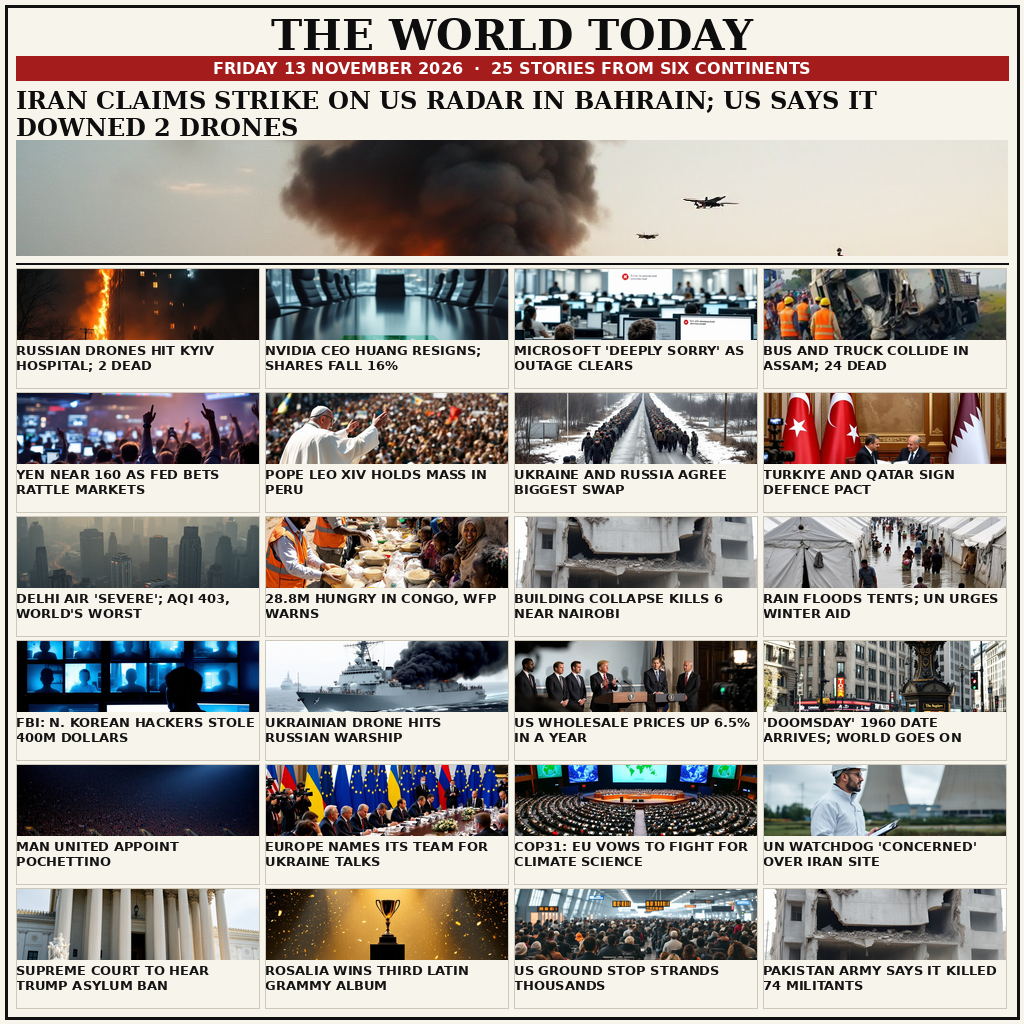 THE WORLD TODAY
FRIDAY 13 NOVEMBER 2026 · 25 STORIES FROM SIX CONTINENTS
IRAN CLAIMS STRIKE ON US RADAR IN BAHRAIN; US SAYS IT
DOWNED 2 DRONES
RUSSIAN DRONES HIT KYIV
HOSPITAL; 2 DEAD
NVIDIA CEO HUANG RESIGNS;
SHARES FALL 16%
MICROSOFT 'DEEPLY SORRY' AS
OUTAGE CLEARS
BUS AND TRUCK COLLIDE IN
ASSAM; 24 DEAD
YEN NEAR 160 AS FED BETS
RATTLE MARKETS
POPE LEO XIV HOLDS MASS IN
PERU
UKRAINE AND RUSSIA AGREE
BIGGEST SWAP
TURKIYE AND QATAR SIGN
DEFENCE PACT
DELHI AIR 'SEVERE'; AQI 403,
WORLD'S WORST
28.8M HUNGRY IN CONGO, WFP
WARNS
BUILDING COLLAPSE KILLS 6
NEAR NAIROBI
RAIN FLOODS TENTS; UN URGES
WINTER AID
FBI: N. KOREAN HACKERS STOLE
400M DOLLARS
UKRAINIAN DRONE HITS
RUSSIAN WARSHIP
US WHOLESALE PRICES UP 6.5%
IN A YEAR
'DOOMSDAY' 1960 DATE
ARRIVES; WORLD GOES ON
MAN UNITED APPOINT
POCHETTINO
EUROPE NAMES ITS TEAM FOR
UKRAINE TALKS
COP31: EU VOWS TO FIGHT FOR
CLIMATE SCIENCE
UN WATCHDOG 'CONCERNED'
OVER IRAN SITE
SUPREME COURT TO HEAR
TRUMP ASYLUM BAN
ROSALIA WINS THIRD LATIN
GRAMMY ALBUM
US GROUND STOP STRANDS
THOUSANDS
PAKISTAN ARMY SAYS IT KILLED
74 MILITANTS